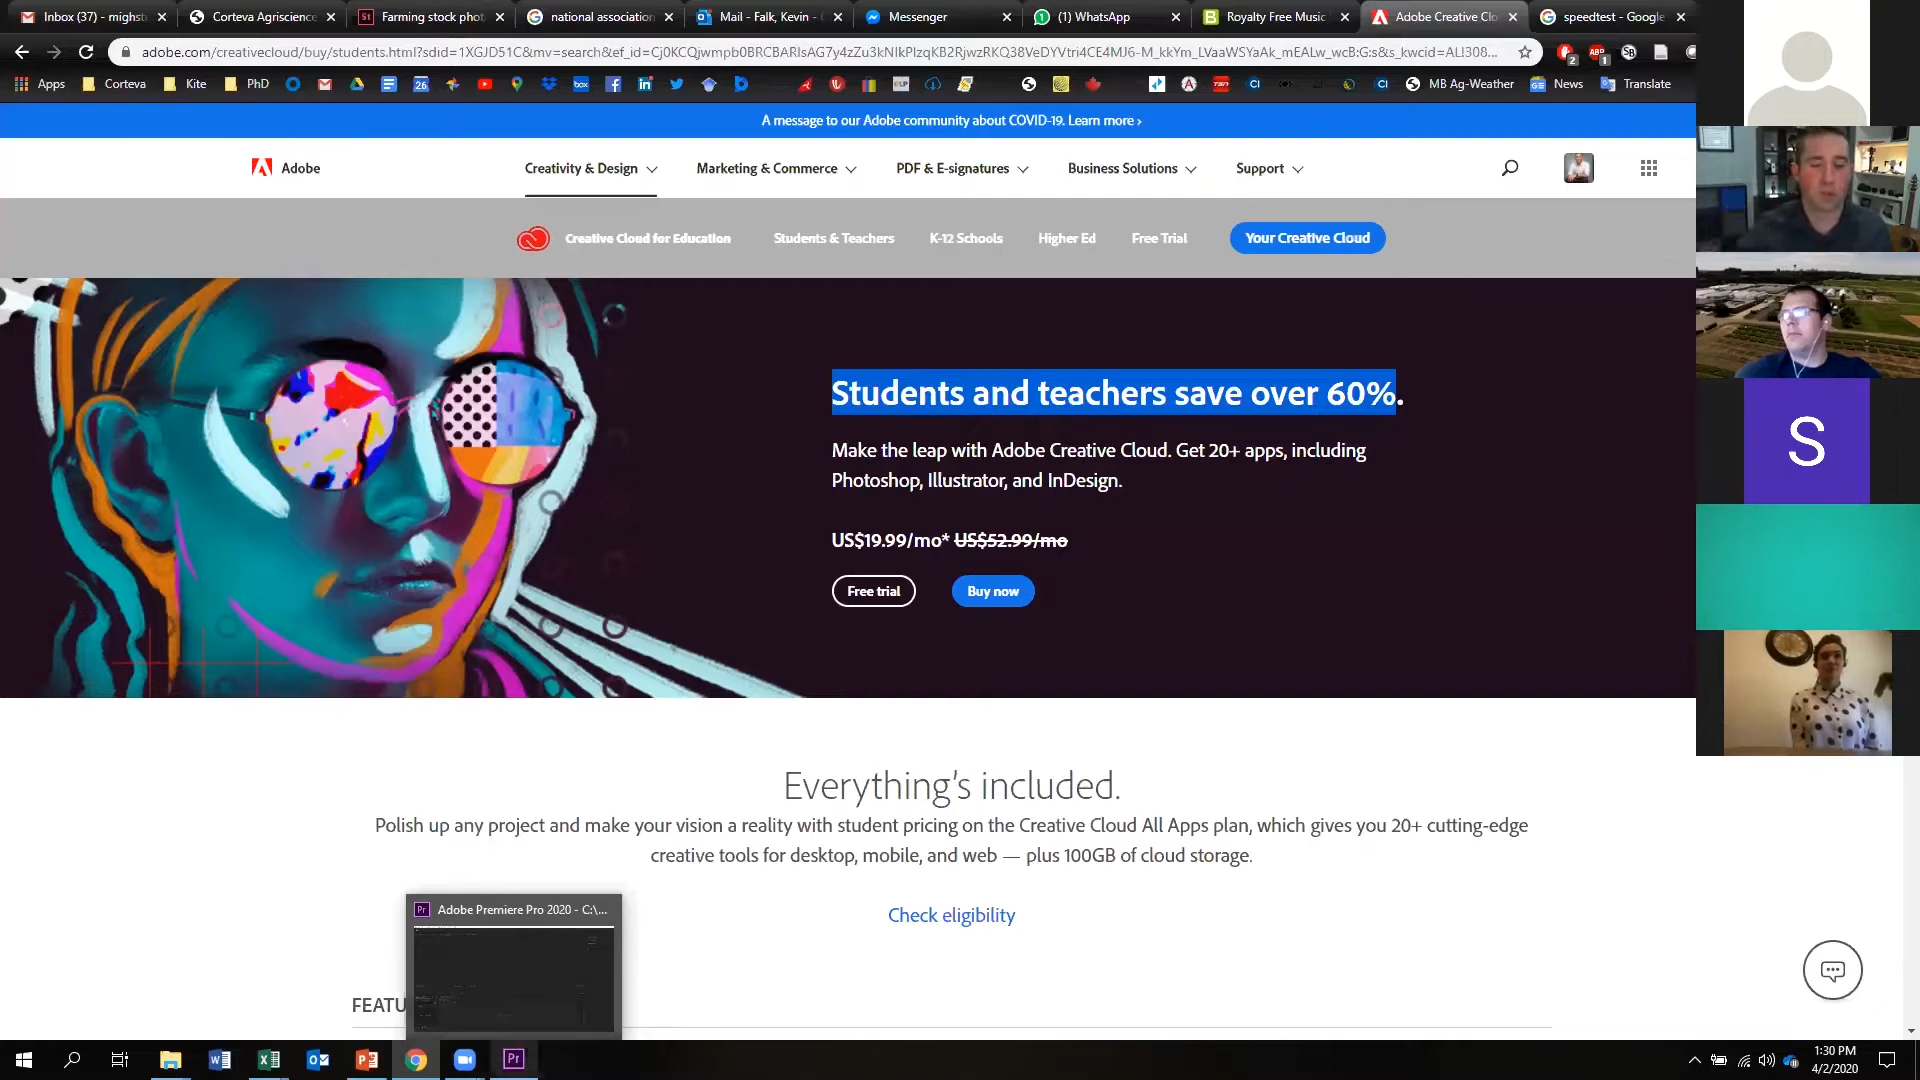 Inbox (37) - might
Corteva Agriscience
Farming stock phot
national association
Mail - Falk, Kevin -
Messenger
(1) WhatsApp
Royalty Free Music
Adobe Creative Clo
speedtest - Google
Apps
Corteva
Kite
PhD
MB Ag-Weather
News
Translate
A message to our Adobe community about COVID-19. Learn more ›
Adobe
Creativity & Design
Marketing & Commerce
PDF & E-signatures
Business Solutions
Support
Creative Cloud for Education
Students & Teachers
K-12 Schools
Higher Ed
Free Trial
Your Creative Cloud
Students and teachers save over 60%.
Make the leap with Adobe Creative Cloud. Get 20+ apps, including
Photoshop, Illustrator, and InDesign.
US$19.99/mo* US$52.99/mo
Free trial
Buy now
S
Everything's included.
Polish up any project and make your vision a reality with student pricing on the Creative Cloud All Apps plan, which gives you 20+ cutting-edge
creative tools for desktop, mobile, and web — plus 100GB of cloud storage.
Adobe Premiere Pro 2020 - C:\...
Check eligibility
FEATU
1:30 PM
4/2/2020